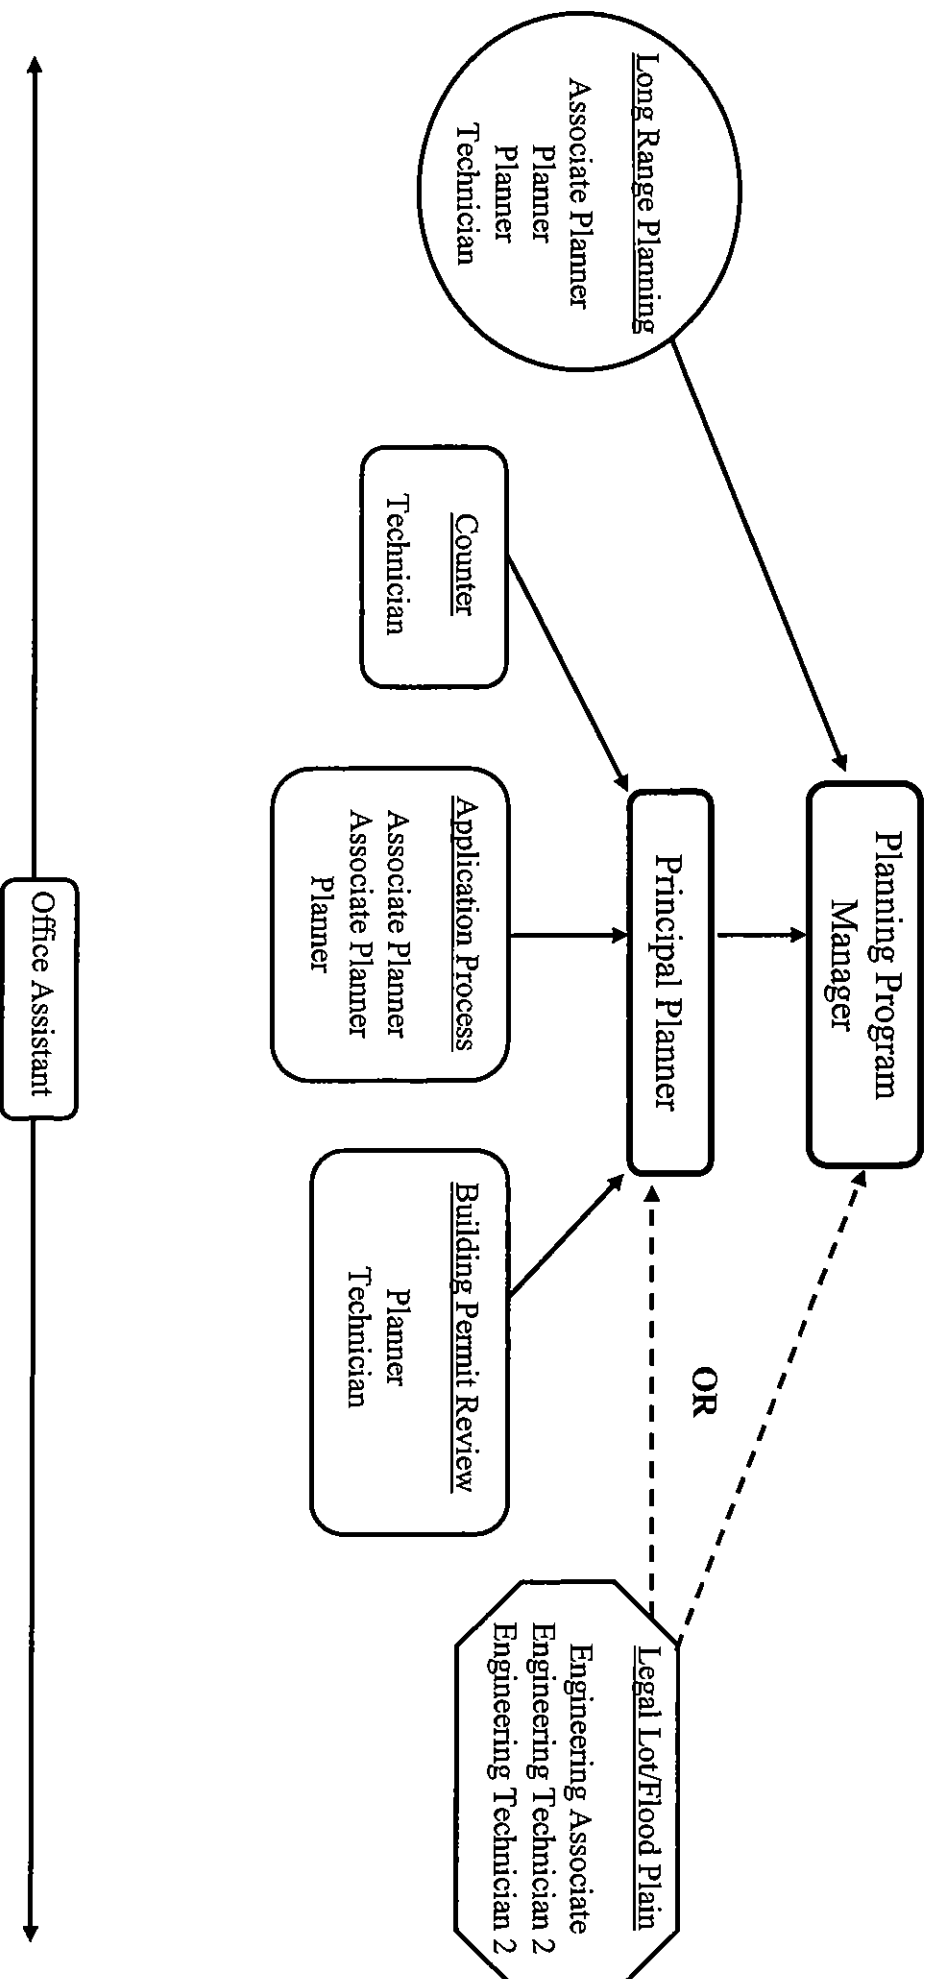 Planning Program
Manager
Principal Planner
OR
Long Range Planning
Associate Planner
Planner
Planner
Technician
Counter
Technician
Application Process
Associate Planner
Associate Planner
Planner
Building Permit Review
Planner
Technician
Legal Lot/Flood Plain
Engineering Associate
Engineering Technician 2
Engineering Technician 2
Office Assistant